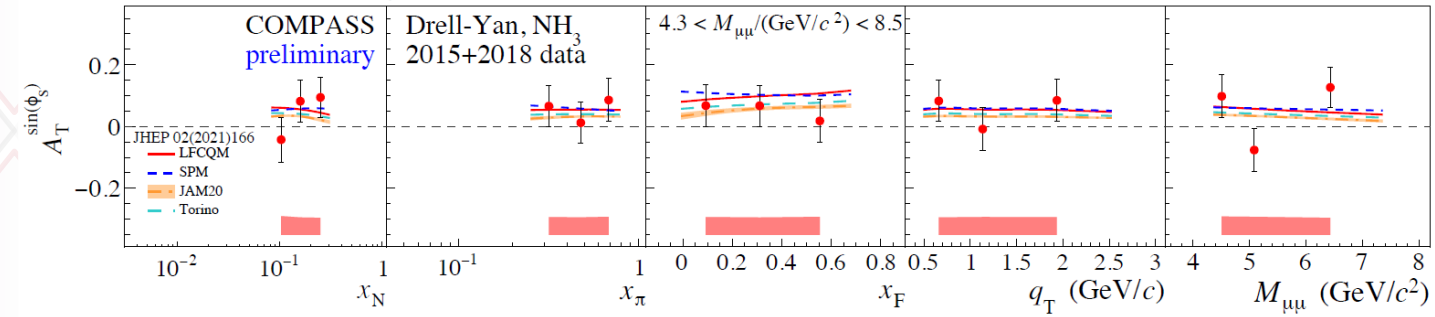 COMPASS
preliminary
Drell-Yan, NH3
2015+2018 data
4.3 < Mμμ/(GeV/c2) < 8.5
A_T^sin(ϕS)
0.2
0
−0.2
JHEP 02(2021)166
LFCQM
SPM
JAM20
Torino
10−2 10−1 1
xN
10−1 1
xπ
0 0.2 0.4 0.6 0.8
xF
0.5 1 1.5 2 2.5 3
qT (GeV/c)
4 5 6 7 8
Mμμ (GeV/c2)